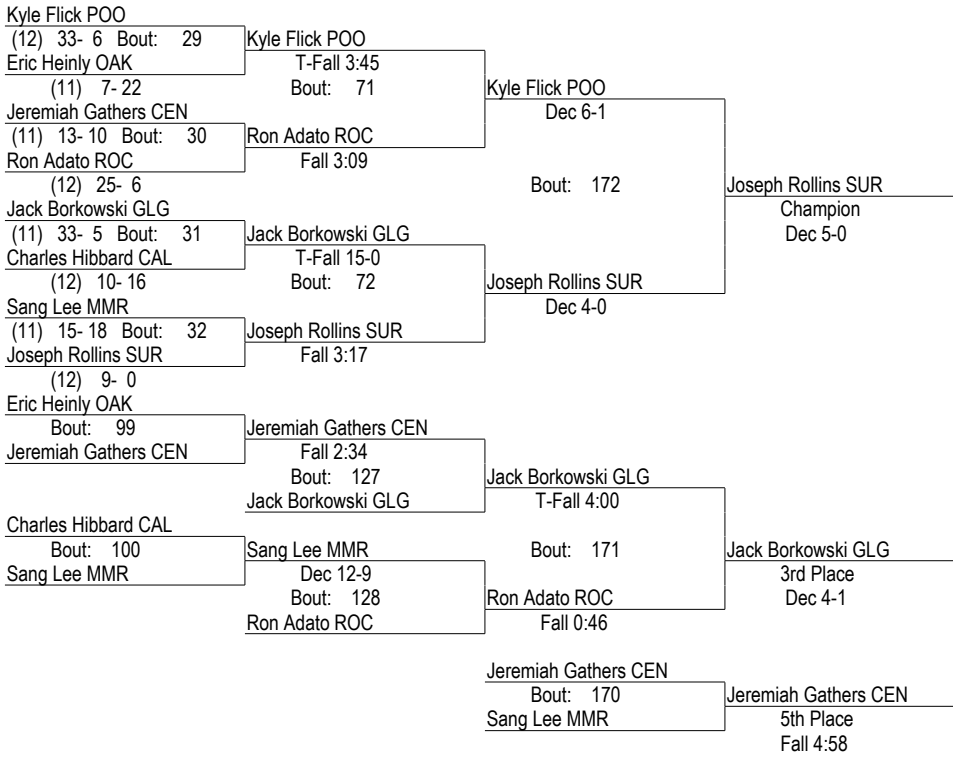 Kyle Flick POO
(12) 33- 6 Bout: 29 Kyle Flick POO
Eric Heinly OAK T-Fall 3:45
(11) 7- 22 Bout: 71 Kyle Flick POO
Jeremiah Gathers CEN Dec 6-1
(11) 13- 10 Bout: 30 Ron Adato ROC
Ron Adato ROC Fall 3:09
(12) 25- 6 Bout: 172 Joseph Rollins SUR
Jack Borkowski GLG Champion
(11) 33- 5 Bout: 31 Jack Borkowski GLG Dec 5-0
Charles Hibbard CAL T-Fall 15-0
(12) 10- 16 Bout: 72 Joseph Rollins SUR
Sang Lee MMR Dec 4-0
(11) 15- 18 Bout: 32 Joseph Rollins SUR
Joseph Rollins SUR Fall 3:17
(12) 9- 0
Eric Heinly OAK
Bout: 99 Jeremiah Gathers CEN
Jeremiah Gathers CEN Fall 2:34
Bout: 127 Jack Borkowski GLG
Jack Borkowski GLG T-Fall 4:00
Charles Hibbard CAL
Bout: 100 Sang Lee MMR Bout: 171 Jack Borkowski GLG
Sang Lee MMR Dec 12-9 3rd Place
Bout: 128 Ron Adato ROC Dec 4-1
Ron Adato ROC Fall 0:46
Jeremiah Gathers CEN
Bout: 170 Jeremiah Gathers CEN
Sang Lee MMR 5th Place
Fall 4:58